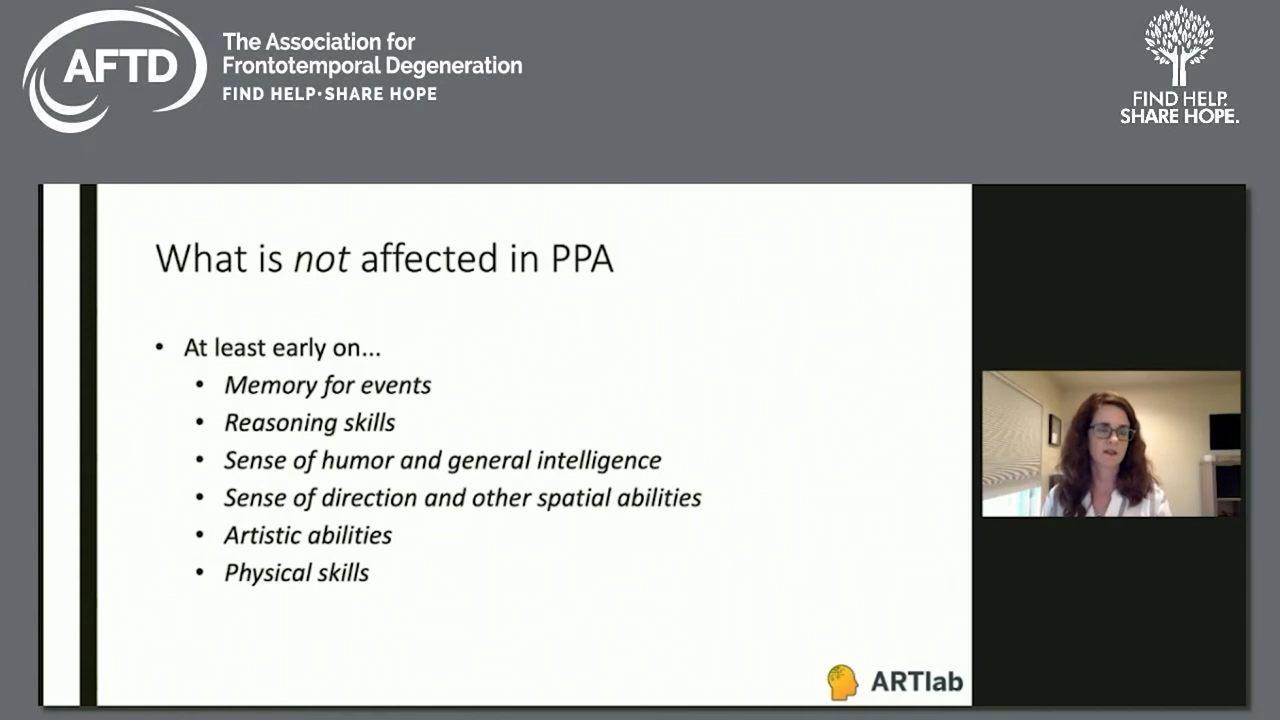 AFTD
The Association for
Frontotemporal Degeneration
FIND HELP•SHARE HOPE
FIND HELP.
SHARE HOPE.
What is not affected in PPA
• At least early on...
• Memory for events
• Reasoning skills
• Sense of humor and general intelligence
• Sense of direction and other spatial abilities
• Artistic abilities
• Physical skills
ARTlab